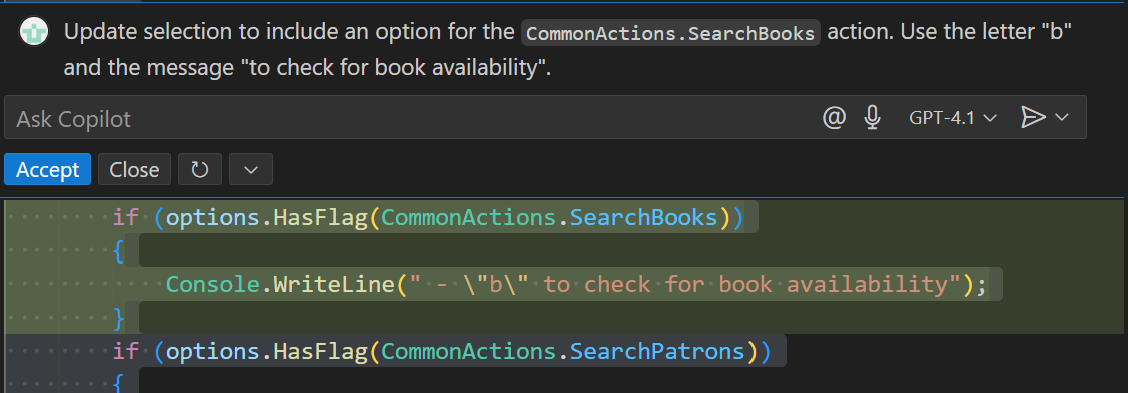 Update selection to include an option for the CommonActions.SearchBooks action. Use the letter "b"
and the message "to check for book availability".
Ask Copilot @ GPT-4.1
Accept Close
if (options.HasFlag(CommonActions.SearchBooks))
{
Console.WriteLine(" - \"b\" to check for book availability");
}
if (options.HasFlag(CommonActions.SearchPatrons))
{